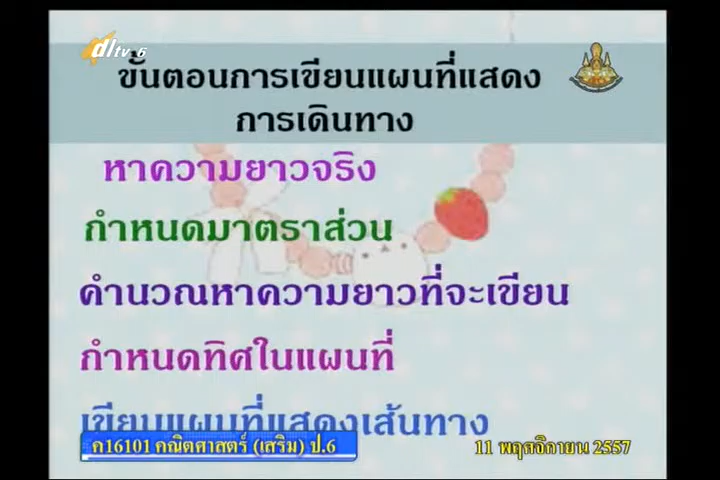 dltv 6
ขั้นตอนการเขียนแผนที่แสดง
การเดินทาง
หาความยาวจริง
กำหนดมาตราส่วน
คำนวณหาความยาวที่จะเขียน
กำหนดทิศในแผนที่
เขียนแผนที่แสดงเส้นทาง
ค16101 คณิตศาสตร์ (เสริม) ป.6
11 พฤศจิกายน 2557